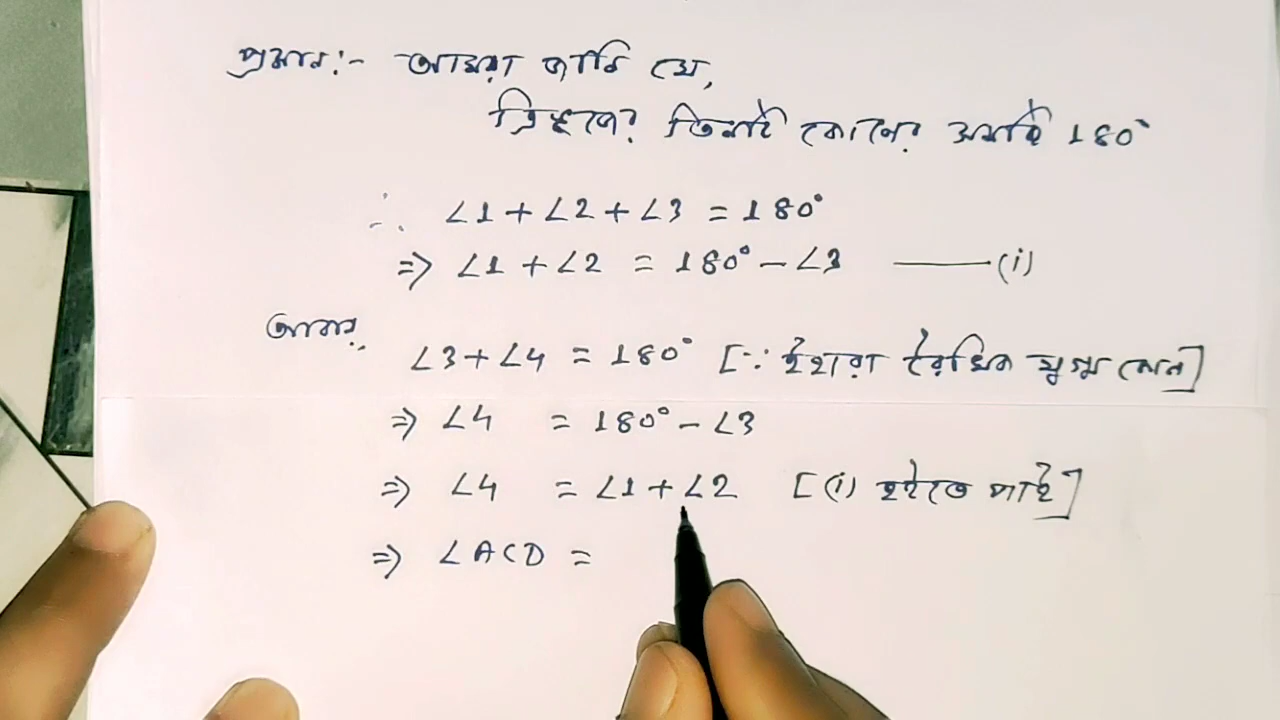 প্রমান:- আমরা জানি যে,
ত্রিভুজের তিনটি কোনের সমষ্টি 180°
∴ ∠1 + ∠2 + ∠3 = 180°
⇒ ∠1 + ∠2 = 180° - ∠3 —— (i)
আবার,
∠3 + ∠4 = 180° [∵ ইহারা রৈখিক যুগ্ম কোন]
⇒ ∠4 = 180° - ∠3
⇒ ∠4 = ∠1 + ∠2 [(i) হইতে পাই]
⇒ ∠ACD =